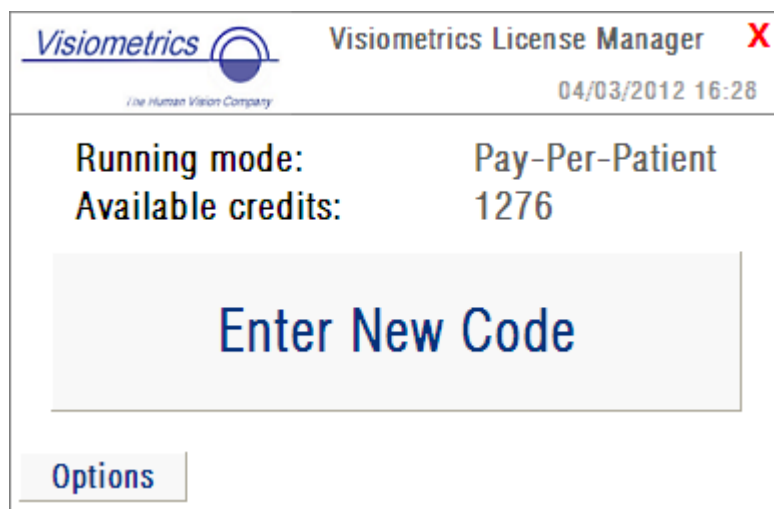 Visiometrics
The Human Vision Company
Visiometrics License Manager X
04/03/2012 16:28
Running mode: Pay-Per-Patient
Available credits: 1276
Enter New Code
Options